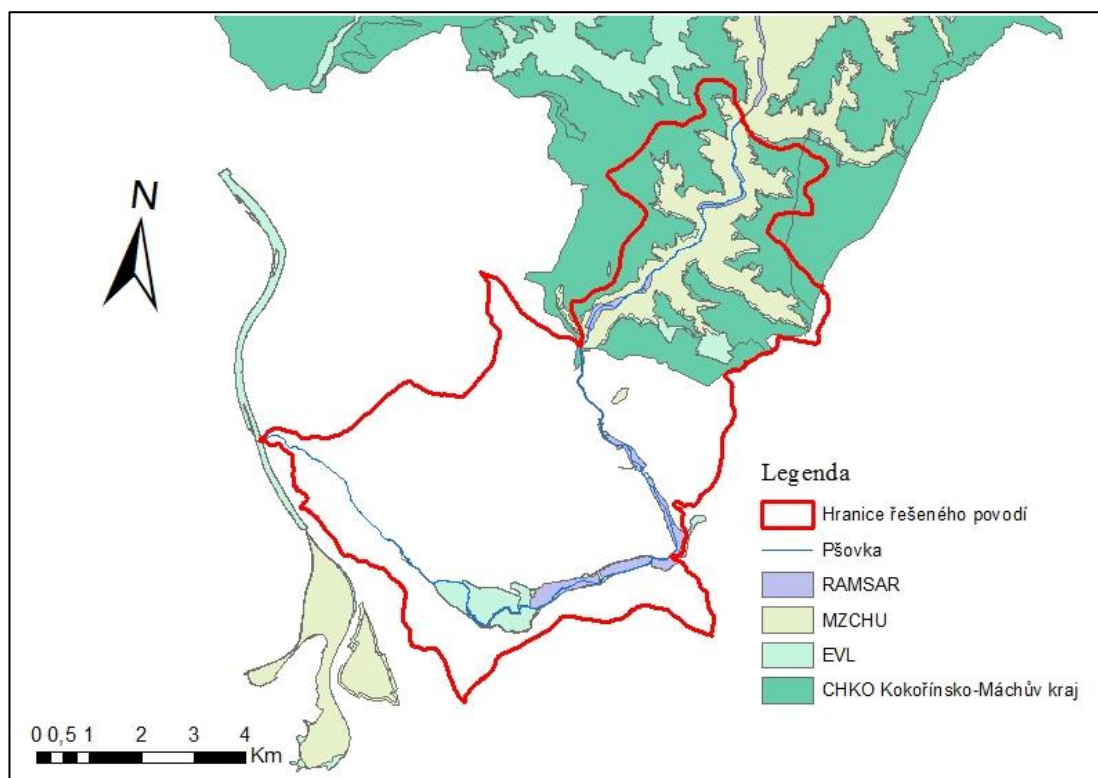 N
Legenda
Hranice řešeného povodí
Pšovka
RAMSAR
MZCHU
EVL
CHKO Kokořínsko-Máchův kraj
0 0,5 1 2 3 4
Km